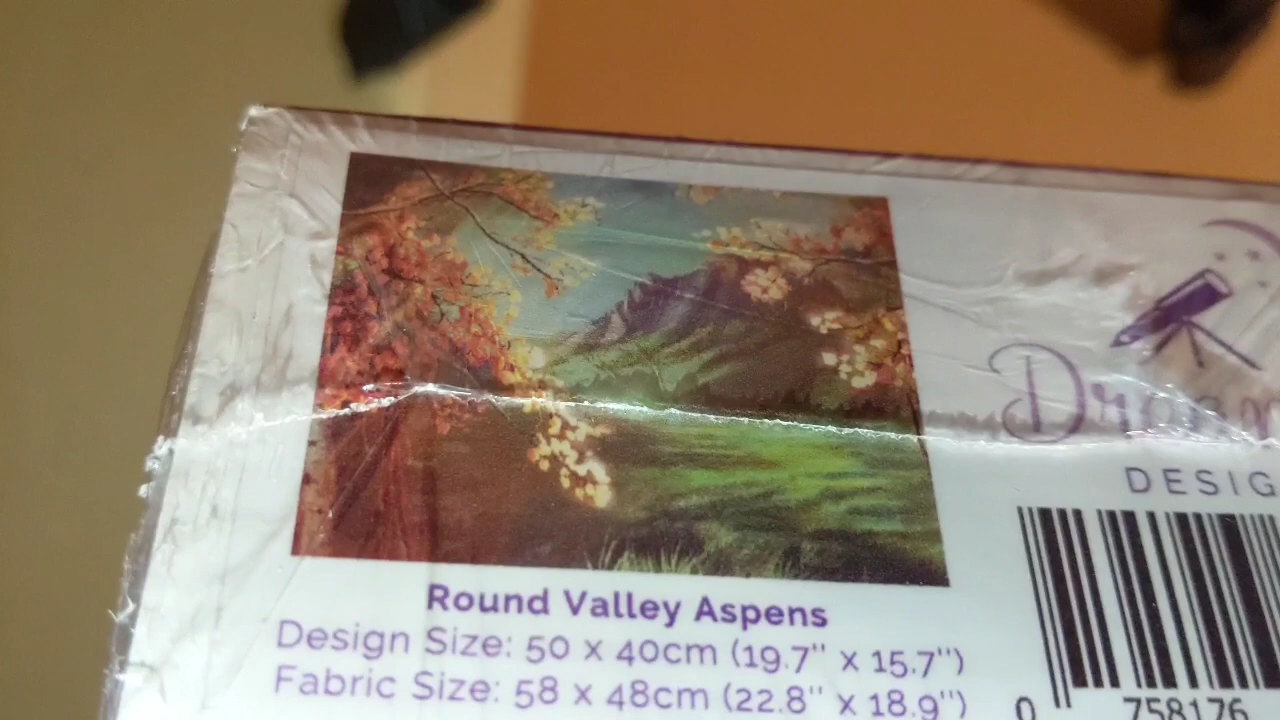 Round Valley Aspens
Design Size: 50 x 40cm (19.7" x 15.7")
Fabric Size: 58 x 48cm (22.8" x 18.9")
DESIG
0 758176